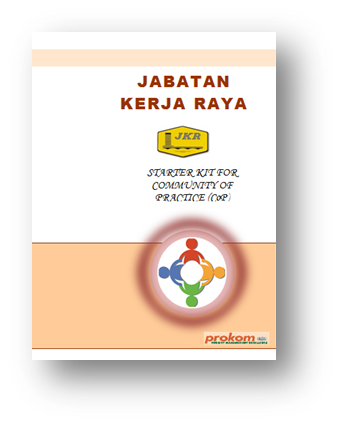 JABATAN
KERJA RAYA
JKR
STARTER KIT FOR
COMMUNITY OF
PRACTICE (CoP)
prokom